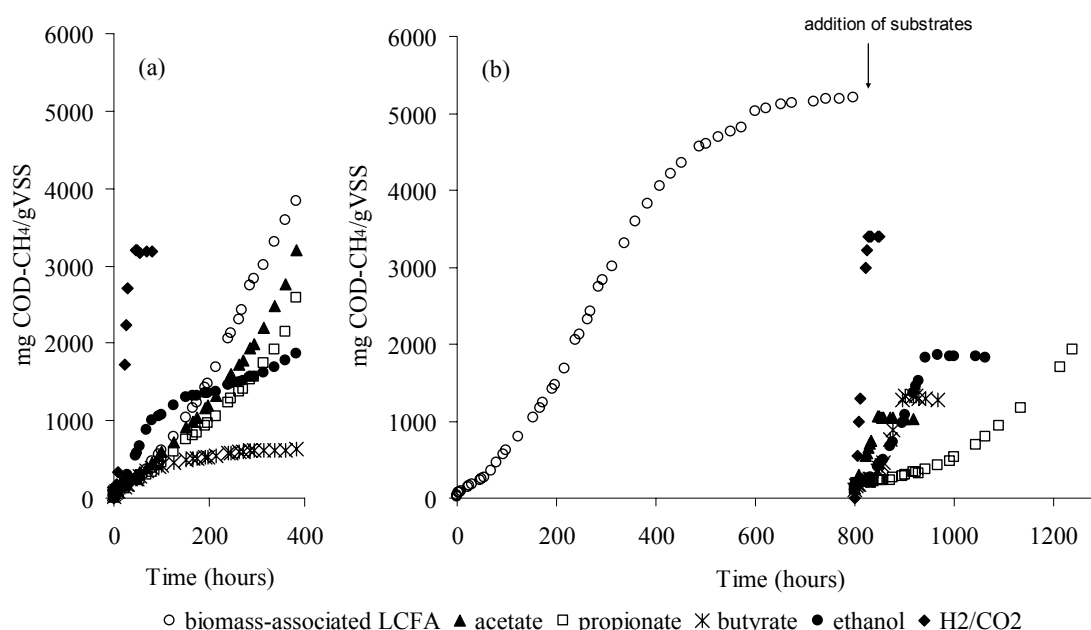 addition of substrates
(a)
(b)
mg COD-CH4/gVSS
6000
5000
4000
3000
2000
1000
0
0 200 400
Time (hours)
mg COD-CH4/gVSS
6000
5000
4000
3000
2000
1000
0
0 200 400 600 800 1000 1200
Time (hours)
biomass-associated LCFA acetate propionate butyrate ethanol H2/CO2